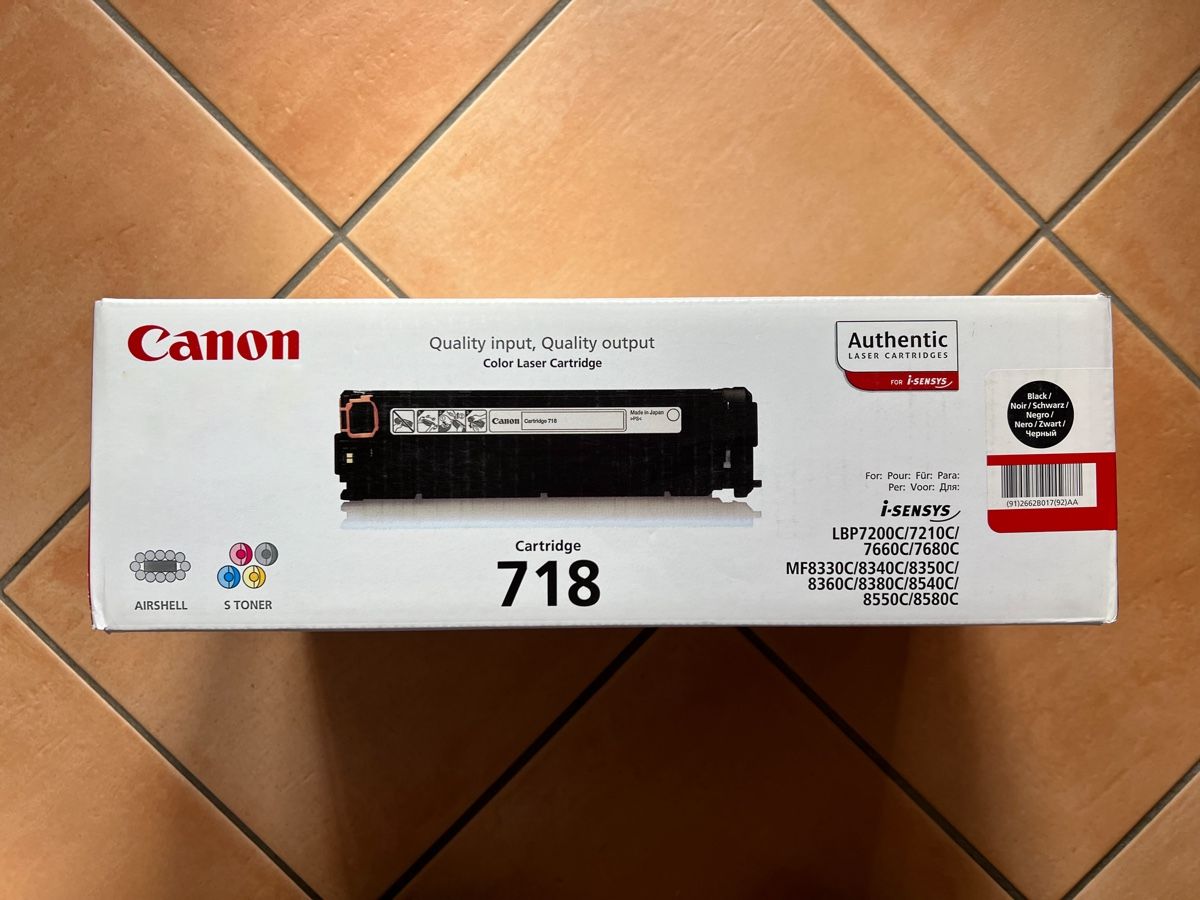 Canon
Quality input, Quality output
Color Laser Cartridge
Canon
Cartridge 718
Made in Japan
>PS<
Cartridge
718
AIRSHELL
S TONER
Authentic
LASER CARTRIDGES
FOR i-SENSYS
For: Pour: Für: Para:
Per: Voor: Для:
i-SENSYS
LBP7200C/7210C/
7660C/7680C
MF8330C/8340C/8350C/
8360C/8380C/8540C/
8550C/8580C
Black /
Noir / Schwarz /
Negro /
Nero / Zwart /
Черный
(91)2662B017(92)AA